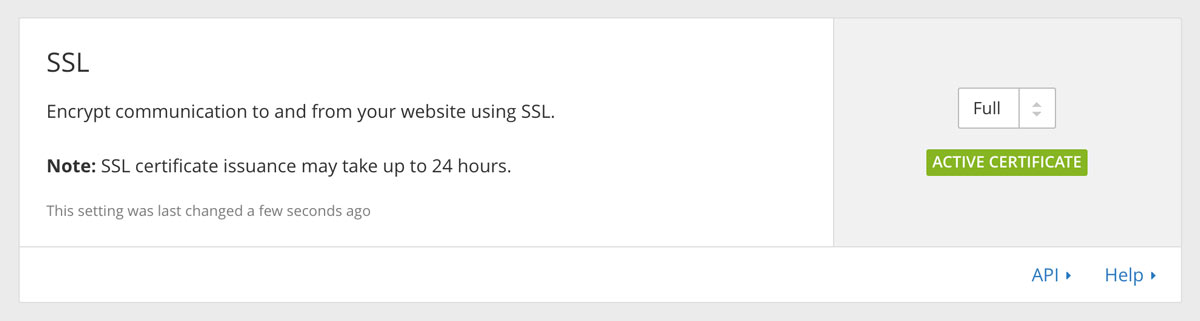 SSL
Encrypt communication to and from your website using SSL.
Note: SSL certificate issuance may take up to 24 hours.
This setting was last changed a few seconds ago
Full
ACTIVE CERTIFICATE
API
Help